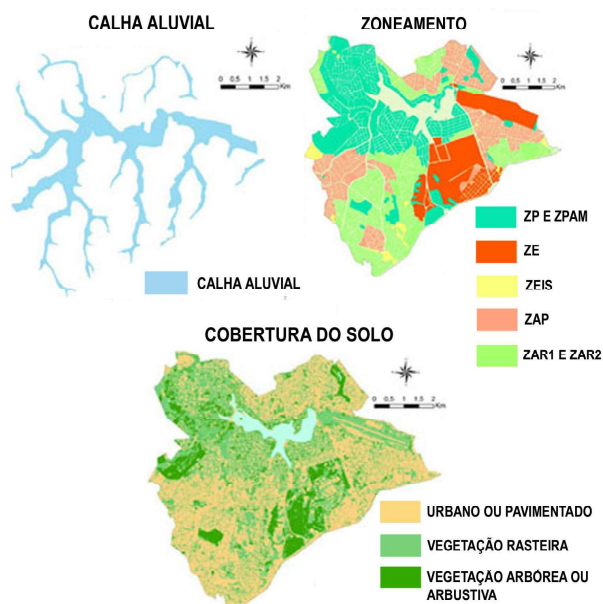 CALHA ALUVIAL
0 0,5 1 1,5 2
Km
CALHA ALUVIAL
ZONEAMENTO
0 0,5 1 1,5 2
Km
ZP E ZPAM
ZE
ZEIS
ZAP
ZAR1 E ZAR2
COBERTURA DO SOLO
0 0,5 1 1,5 2
Km
URBANO OU PAVIMENTADO
VEGETAÇÃO RASTEIRA
VEGETAÇÃO ARBÓREA OU
ARBUSTIVA